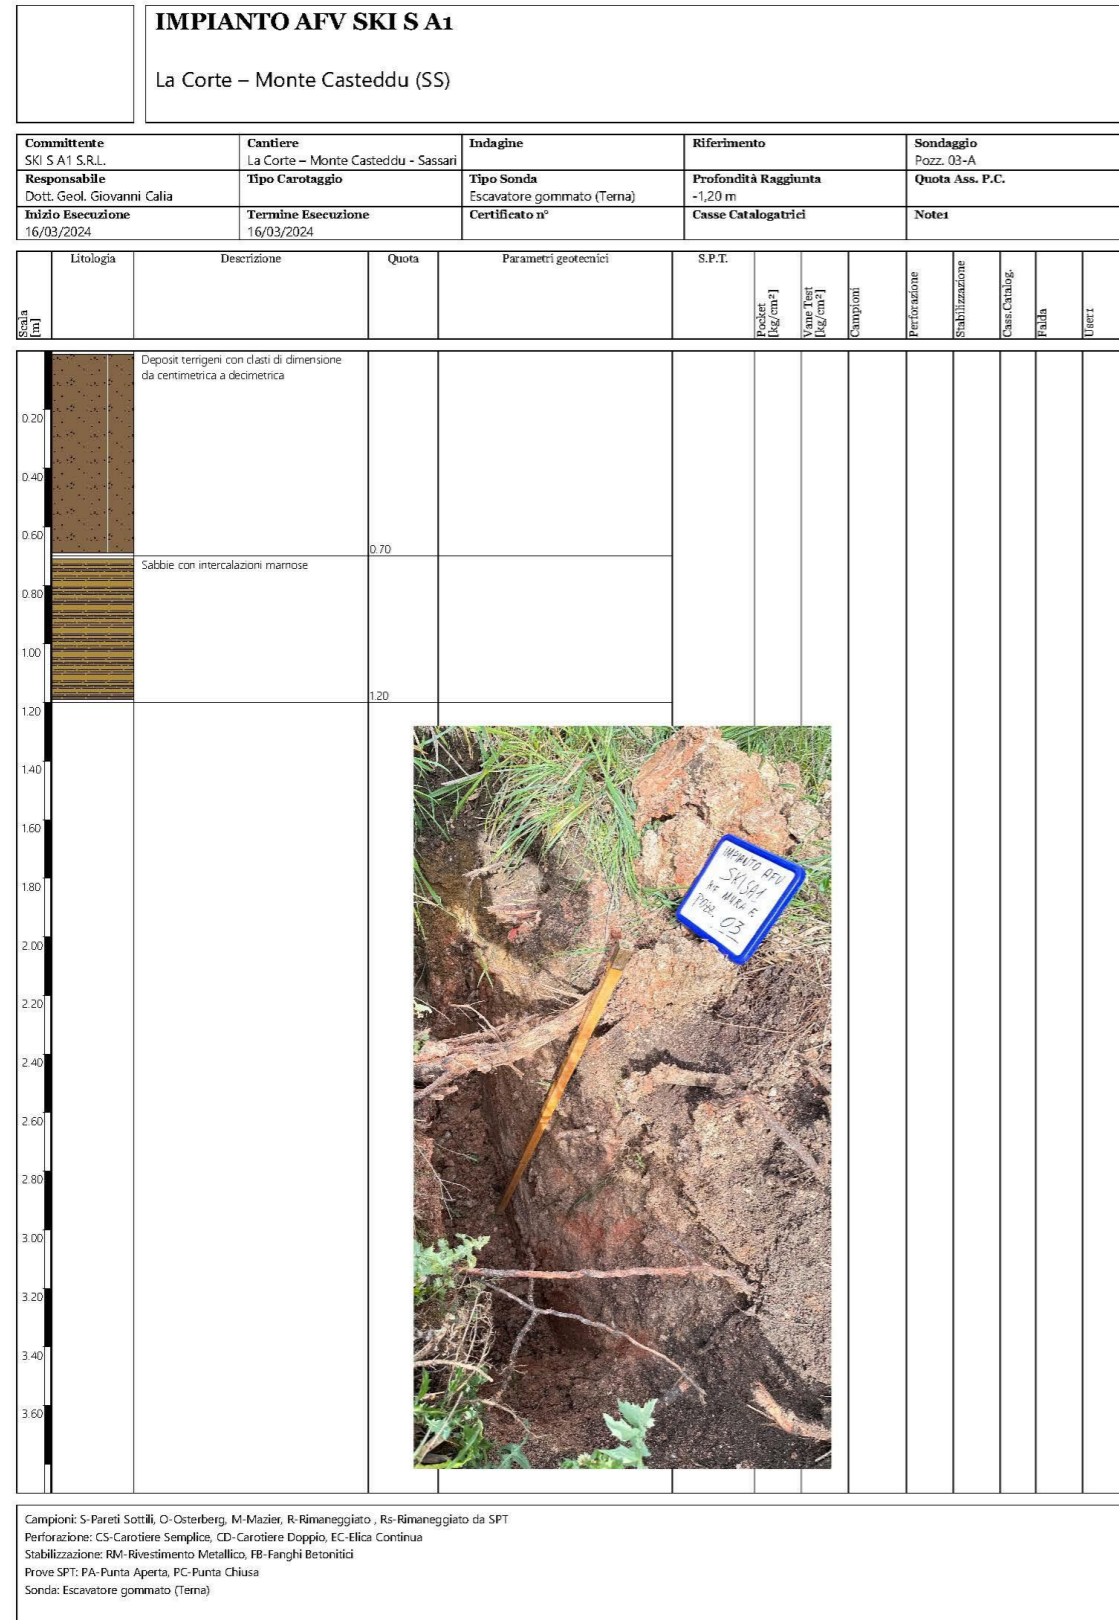 IMPIANTO AFV SKI S A1
La Corte – Monte Casteddu (SS)
Committente
SKI S A1 S.R.L.
Cantiere
La Corte – Monte Casteddu - Sassari
Indagine
Riferimento
Sondaggio
Pozz. 03-A
Responsabile
Dott. Geol. Giovanni Calia
Tipo Carotaggio
Tipo Sonda
Escavatore gommato (Terna)
Profondità Raggiunta
-1,20 m
Quota Ass. P.C.
Inizio Esecuzione
16/03/2024
Termine Esecuzione
16/03/2024
Certificato n°
Casse Catalogatrici
Note1
Scala
[m]
Litologia
Descrizione
Quota
Parametri geotecnici
S.P.T.
Pocket
[kg/cm²]
Vane Test
[kg/cm²]
Campioni
Perforazione
Stabilizzazione
Cass.Catalog.
Falda
User1
Deposit terrigeni con clasti di dimensione
da centimetrica a decimetrica
0.20
0.40
0.60
0.70
Sabbie con intercalazioni marnose
0.80
1.00
1.20
1.20
1.40
1.60
1.80
2.00
2.20
2.40
2.60
2.80
3.00
3.20
3.40
3.60
IMPIANTO AFV
SKI SA1
POZZ. 03
Campioni: S-Pareti Sottili, O-Osterberg, M-Mazier, R-Rimaneggiato , Rs-Rimaneggiato da SPT
Perforazione: CS-Carotiere Semplice, CD-Carotiere Doppio, EC-Elica Continua
Stabilizzazione: RM-Rivestimento Metallico, FB-Fanghi Betonitici
Prove SPT: PA-Punta Aperta, PC-Punta Chiusa
Sonda: Escavatore gommato (Terna)